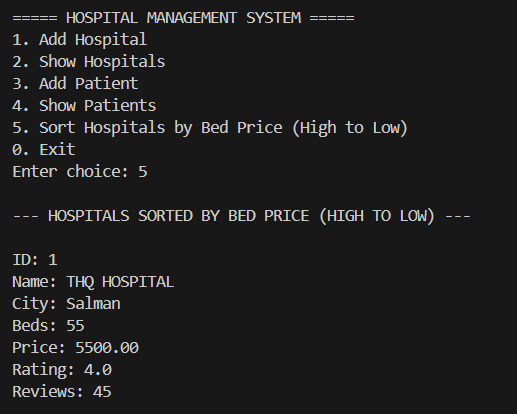 ===== HOSPITAL MANAGEMENT SYSTEM =====
1. Add Hospital
2. Show Hospitals
3. Add Patient
4. Show Patients
5. Sort Hospitals by Bed Price (High to Low)
0. Exit
Enter choice: 5
--- HOSPITALS SORTED BY BED PRICE (HIGH TO LOW) ---
ID: 1
Name: THQ HOSPITAL
City: Salman
Beds: 55
Price: 5500.00
Rating: 4.0
Reviews: 45